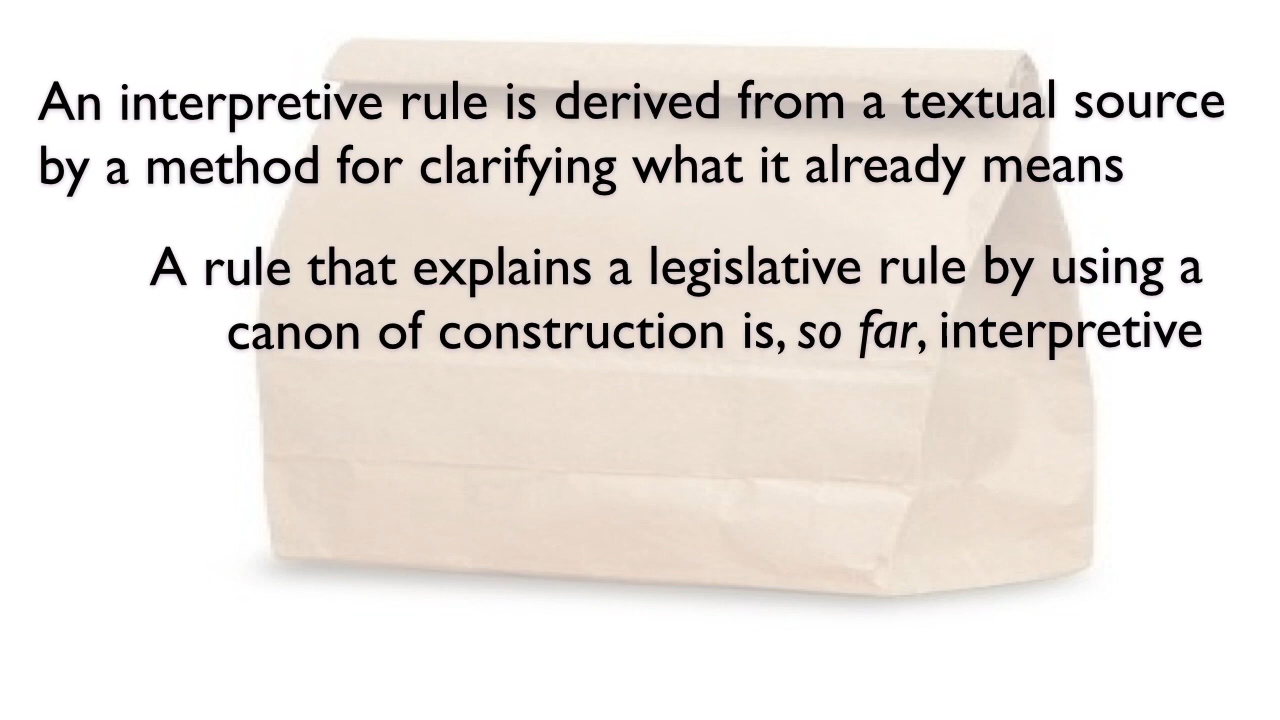 An interpretive rule is derived from a textual source
by a method for clarifying what it already means
A rule that explains a legislative rule by using a
canon of construction is, so far, interpretive